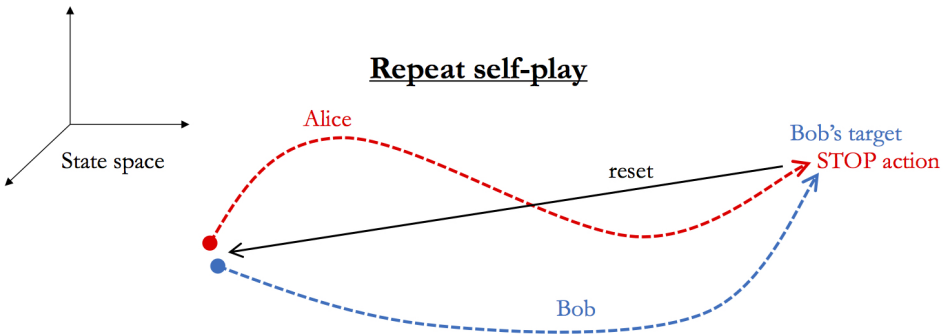 Repeat self-play
Alice
Bob’s target
State space
STOP action
reset
Bob